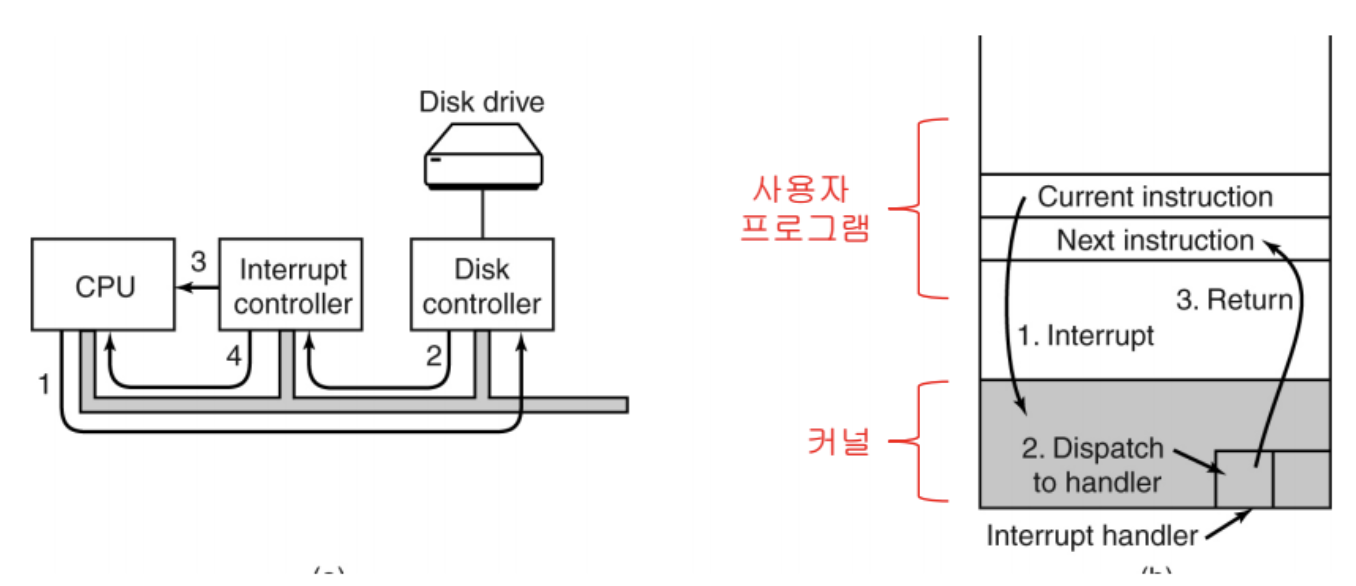 Disk drive
CPU
3
Interrupt
controller
Disk
controller
1
4
2
사용자
프로그램
커널
Current instruction
Next instruction
3. Return
1. Interrupt
2. Dispatch
to handler
Interrupt handler